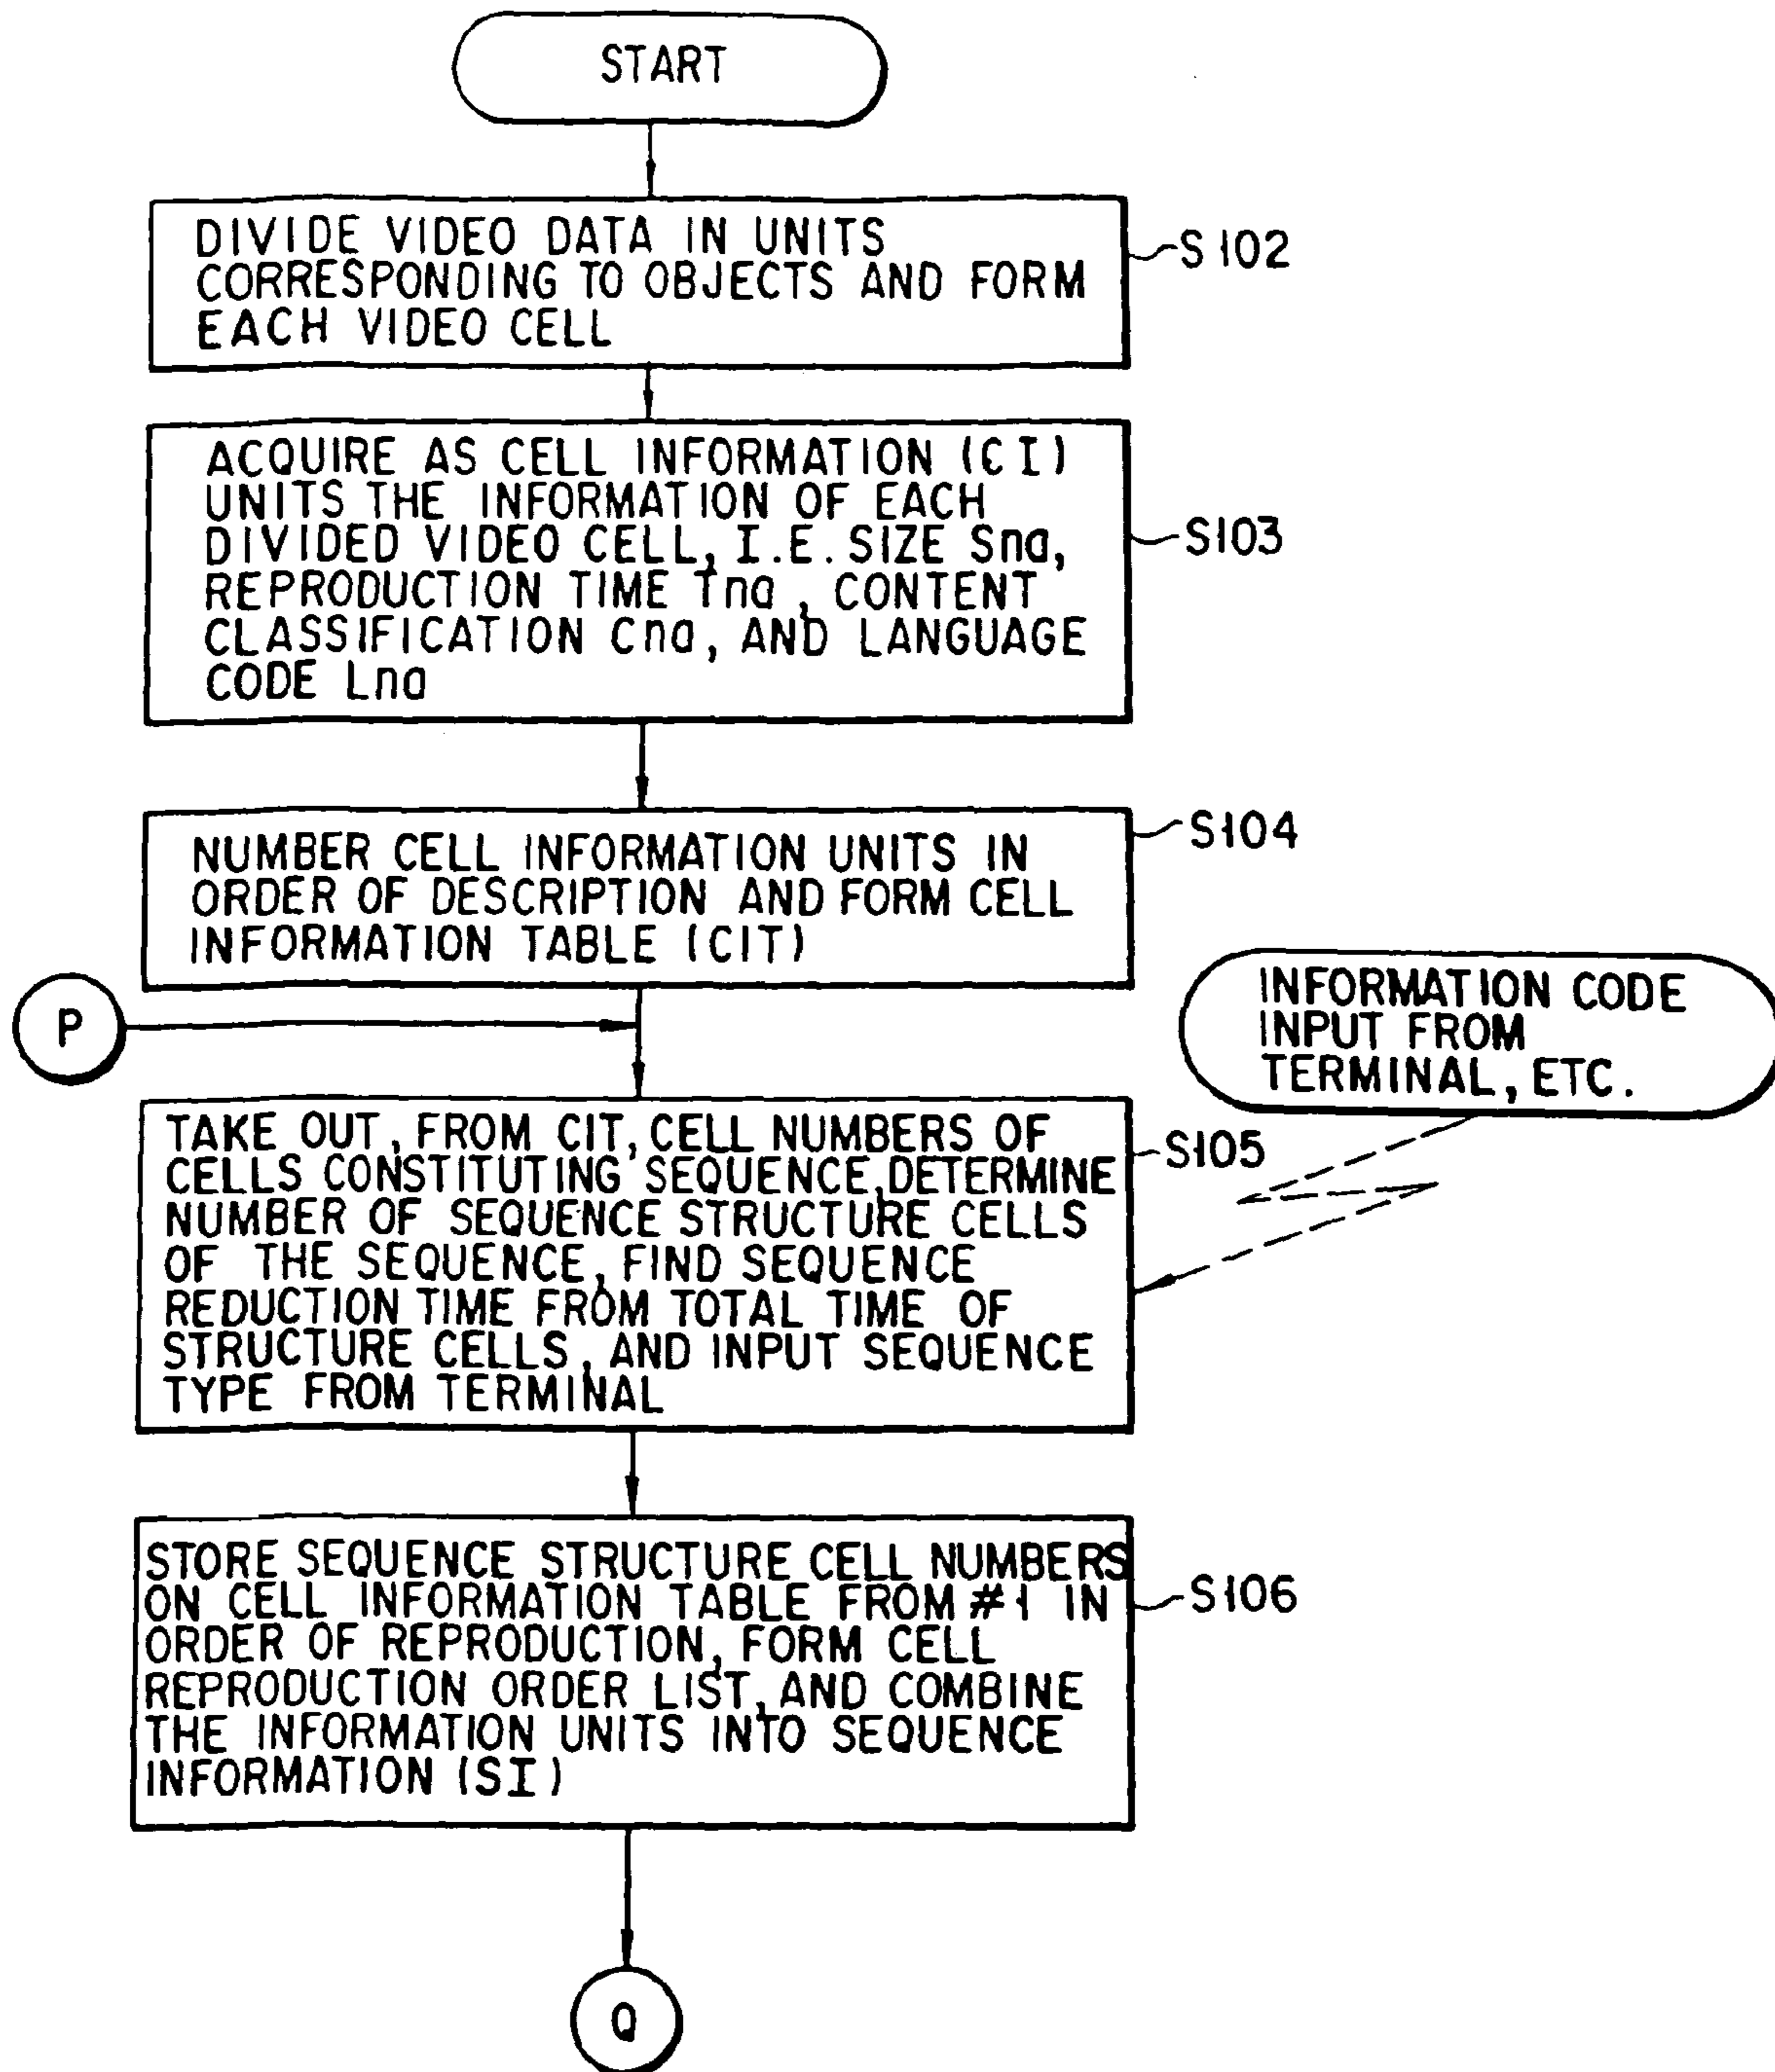 START
DIVIDE VIDEO DATA IN UNITS
CORRESPONDING TO OBJECTS AND FORM
EACH VIDEO CELL
S102
ACQUIRE AS CELL INFORMATION (CI)
UNITS THE INFORMATION OF EACH
DIVIDED VIDEO CELL, I.E. SIZE Sna,
REPRODUCTION TIME Tna, CONTENT
CLASSIFICATION Cna, AND LANGUAGE
CODE Lna
S103
NUMBER CELL INFORMATION UNITS IN
ORDER OF DESCRIPTION AND FORM CELL
INFORMATION TABLE (CIT)
S104
P
INFORMATION CODE
INPUT FROM
TERMINAL, ETC.
TAKE OUT, FROM CIT, CELL NUMBERS OF
CELLS CONSTITUTING SEQUENCE, DETERMINE
NUMBER OF SEQUENCE STRUCTURE CELLS
OF THE SEQUENCE, FIND SEQUENCE
REDUCTION TIME FROM TOTAL TIME OF
STRUCTURE CELLS, AND INPUT SEQUENCE
TYPE FROM TERMINAL
S105
STORE SEQUENCE STRUCTURE CELL NUMBERS
ON CELL INFORMATION TABLE FROM #1 IN
ORDER OF REPRODUCTION, FORM CELL
REPRODUCTION ORDER LIST, AND COMBINE
THE INFORMATION UNITS INTO SEQUENCE
INFORMATION (SI)
S106
Q